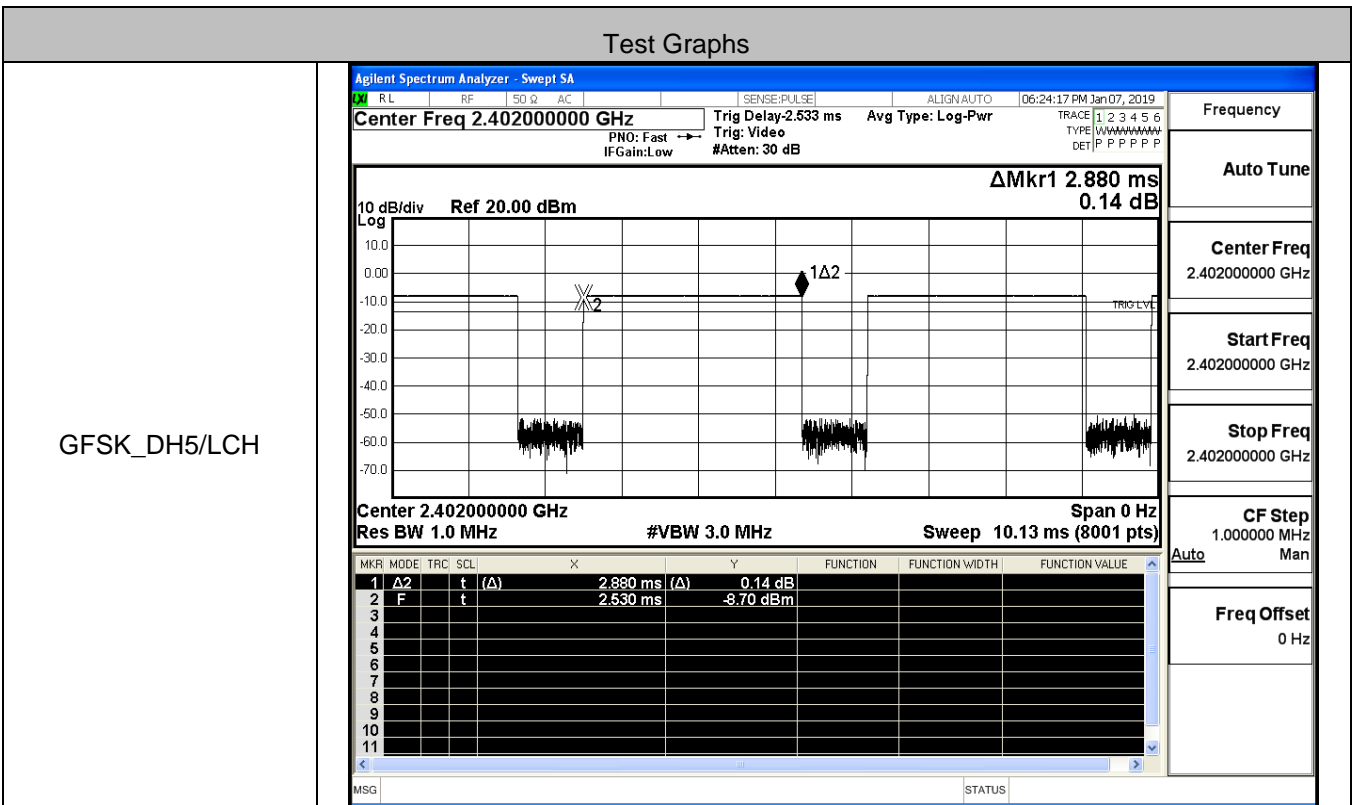 Test Graphs
GFSK_DH5/LCH
Agilent Spectrum Analyzer - Swept SA
LXI RL RF 50 Ω AC SENSE:PULSE ALIGN AUTO 06:24:17 PM Jan 07, 2019
Center Freq 2.402000000 GHz
PNO: Fast
IFGain:Low
Trig Delay-2.533 ms
Trig: Video
#Atten: 30 dB
Avg Type: Log-Pwr
TRACE 1 2 3 4 5 6
TYPE WWWWWW
DET P P P P P P
ΔMkr1 2.880 ms
0.14 dB
10 dB/div Ref 20.00 dBm
Log
10.0
0.00
-10.0
-20.0
-30.0
-40.0
-50.0
-60.0
-70.0
1Δ2
2
TRIG LVL
Center 2.402000000 GHz Span 0 Hz
Res BW 1.0 MHz #VBW 3.0 MHz Sweep 10.13 ms (8001 pts)
MKR MODE TRC SCL X Y FUNCTION FUNCTION WIDTH FUNCTION VALUE
1 Δ2 t (Δ) 2.880 ms (Δ) 0.14 dB
2 F t 2.530 ms -8.70 dBm
3
4
5
6
7
8
9
10
11
MSG STATUS
Frequency
Auto Tune
Center Freq
2.402000000 GHz
Start Freq
2.402000000 GHz
Stop Freq
2.402000000 GHz
CF Step
1.000000 MHz
Auto Man
Freq Offset
0 Hz